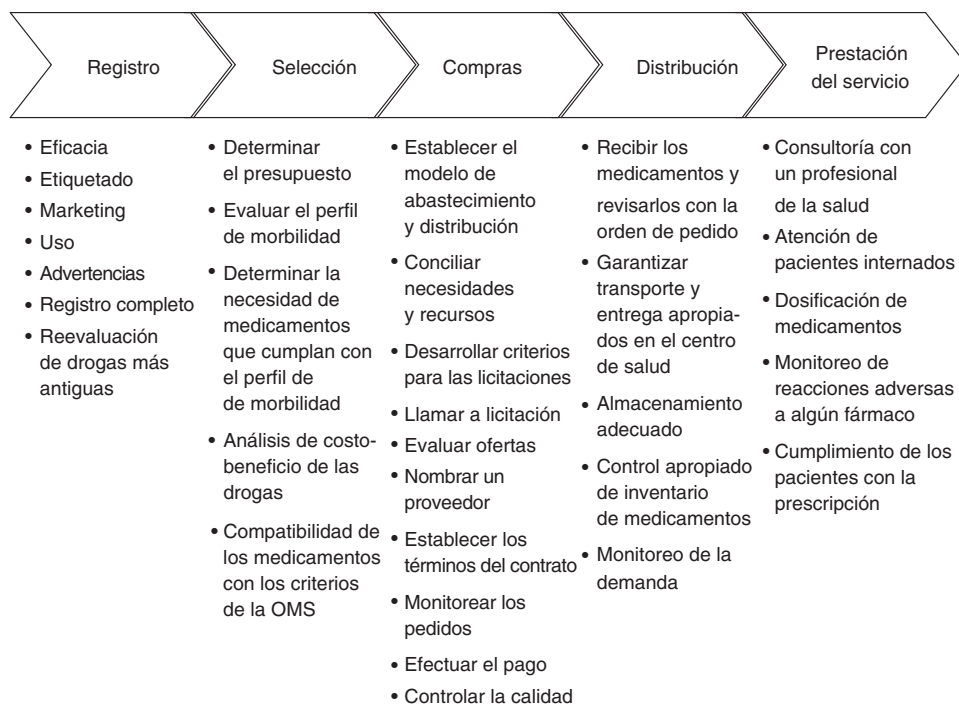 Registro
Selección
Compras
Distribución
Prestación
del servicio
• Eficacia
• Etiquetado
• Marketing
• Uso
• Advertencias
• Registro completo
• Reevaluación
de drogas más
antiguas
• Determinar
el presupuesto
• Evaluar el perfil
de morbilidad
• Determinar la
necesidad de
medicamentos
que cumplan con
el perfil de
de morbilidad
• Análisis de costo-
beneficio de las
drogas
• Compatibilidad de
los medicamentos
con los criterios
de la OMS
• Establecer el
modelo de
abastecimiento
y distribución
• Conciliar
necesidades
y recursos
• Desarrollar criterios
para las licitaciones
• Llamar a licitación
• Evaluar ofertas
• Nombrar un
proveedor
• Establecer los
términos del contrato
• Monitorear los
pedidos
• Efectuar el pago
• Controlar la calidad
• Recibir los
medicamentos y
revisarlos con la
orden de pedido
• Garantizar
transporte y
entrega apropia-
dos en el centro
de salud
• Almacenamiento
adecuado
• Control apropiado
de inventario
de medicamentos
• Monitoreo de la
demanda
• Consultoría con
un profesional
de la salud
• Atención de
pacientes internados
• Dosificación de
medicamentos
• Monitoreo de
reacciones adversas
a algún fármaco
• Cumplimiento de los
pacientes con la
prescripción